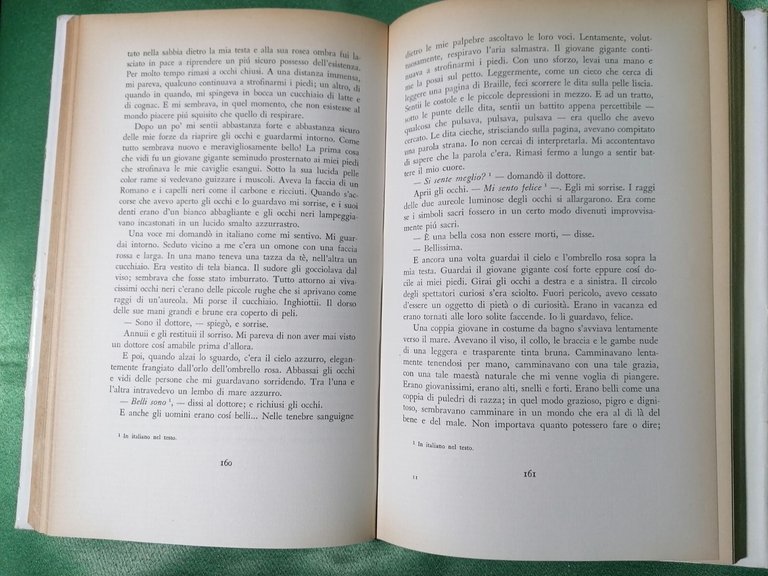 tato nella sabbia dietro la mia testa e alla sua rosea ombra fui la-
sciato in pace a riprendere un piú sicuro possesso dell'esistenza.
Per molto tempo rimasi a occhi chiusi. A una distanza immensa,
mi pareva, qualcuno continuava a strofinarmi i piedi; un altro, di
quando in quando, mi spingeva in bocca un cucchiaio di latte e
di cognac. E mi sembrava, in quel momento, che non esistesse al
mondo piacere piú squisito che quello di respirare.
Dopo un po' mi sentii abbastanza forte e abbastanza sicuro
delle mie forze da riaprire gli occhi e guardarmi intorno. Come
tutto sembrava nuovo e meravigliosamente bello! La prima cosa
che vidi fu un giovane gigante seminudo prosternato ai miei piedi
che strofinava le mie caviglie esangui. Sotto la sua lucida pelle
color rame si vedevano guizzare i muscoli. Aveva la faccia di un
Romano e i capelli neri come il carbone e ricciuti. Quando s'ac-
corse che avevo aperto gli occhi e lo guardavo mi sorrise, e i suoi
denti erano d'un bianco abbagliante e gli occhi neri lampeggia-
vano incastonati in un lucido smalto azzurrastro.
Una voce mi domandò in italiano come mi sentivo. Mi guar-
dai intorno. Seduto vicino a me c'era un omone con una faccia
rossa e larga. In una mano teneva una tazza da tè, nell'altra un
cucchiaio. Era vestito di tela bianca. Il sudore gli gocciolava dal
viso; sembrava che fosse stato imburrato. Tutto attorno ai viva-
cissimi occhi neri c'erano delle piccole rughe che si aprivano come
raggi di un'aureola. Mi porse il cucchiaio. Inghiottii. Il dorso
delle sue mani grandi e brune era coperto di peli.
— Sono il dottore, — spiegò, e sorrise.
Annuii e gli restituii il sorriso. Mi pareva di non aver mai visto
un dottore cosí amabile prima d'allora.
E poi, quando alzai lo sguardo, c'era il cielo azzurro, elegan-
temente frangiato dall'orlo dell'ombrello rosa. Abbassai gli occhi
e vidi delle persone che mi guardavano sorridendo. Tra l'una e
l'altra intravedevo un lembo di mare azzurro.
— Belli sono ¹, — dissi al dottore; e richiusi gli occhi.
E anche gli uomini erano cosí belli... Nelle tenebre sanguigne
¹ In italiano nel testo.
160
dietro le mie palpebre ascoltavo le loro voci. Lentamente, volut-
tuosamente, respiravo l'aria salmastra. Il giovane gigante conti-
nuava a strofinarmi i piedi. Con uno sforzo, levai una mano e
me la posai sul petto. Leggermente, come un cieco che cerca di
leggere una pagina di Braille, feci scorrere le dita sulla pelle liscia.
Sentii le costole e le piccole depressioni in mezzo. E ad un tratto,
sotto le punte delle dita, sentii un battito appena percettibile —
qualcosa che pulsava, pulsava, pulsava — era quello che avevo
cercato. Le dita cieche, strisciando sulla pagina, avevano compitato
una parola strana. Io non cercai di interpretarla. Mi accontentavo
di sapere che la parola c'era. Rimasi fermo a lungo a sentir bat-
tere il mio cuore.
— Si sente meglio? ¹ — domandò il dottore.
Aprii gli occhi. — Mi sento felice ¹ —. Egli mi sorrise. I raggi
delle due aureole luminose degli occhi si allargarono. Era come
se i simboli sacri fossero in un certo modo divenuti improvvisa-
mente piú sacri.
— È una bella cosa non essere morti, — disse.
— Bellissima.
E ancora una volta guardai il cielo e l'ombrello rosa sopra la
mia testa. Guardai il giovane gigante cosí forte eppure cosí do-
cile ai miei piedi. Girai gli occhi a destra e a sinistra. Il circolo
degli spettatori curiosi s'era sciolto. Fuori pericolo, avevo cessato
d'essere un oggetto di pietà o di curiosità. Erano in vacanza ed
erano tornati alle loro solite faccende. Io li guardavo, felice.
Una coppia giovane in costume da bagno s'avviava lentamente
verso il mare. Avevano il viso, il collo, le braccia e le gambe nude
di una leggera e trasparente tinta bruna. Camminavano lenta-
mente tenendosi per mano, camminavano con una tale grazia,
con una tale maestà naturale che mi venne voglia di piangere.
Erano giovanissimi, erano alti, snelli e forti. Erano belli come una
coppia di puledri di razza; in quel modo grazioso, pigro e digni-
toso, sembravano camminare in un mondo che era al di là del
bene e del male. Non importava quanto potessero fare o dire;
¹ In italiano nel testo.
161
11